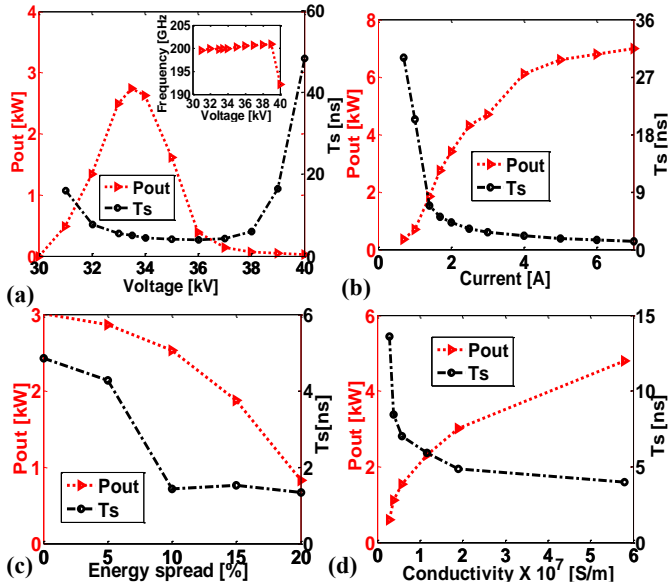 4
3
2
1
0
Pout [kW]
60
40
20
0
Ts [ns]
30 32 34 36 38 40
Voltage [kV]
205
200
195
190
Frequency [GHz]
30 32 34 36 38 40
Voltage [kV]
Pout
Ts
(a)
8
6
4
2
0
Pout [kW]
36
27
18
9
0
Ts [ns]
0 2 4 6
Current [A]
Pout
Ts
(b)
3
2
1
0
Pout [kW]
6
4
2
0
Ts[ns]
0 5 10 15 20
Energy spread [%]
Pout
Ts
(c)
6
4
2
0
Pout [kW]
15
10
5
0
Ts [ns]
0 1 2 3 4 5 6
Conductivity X 10^7 [S/m]
Pout
Ts
(d)